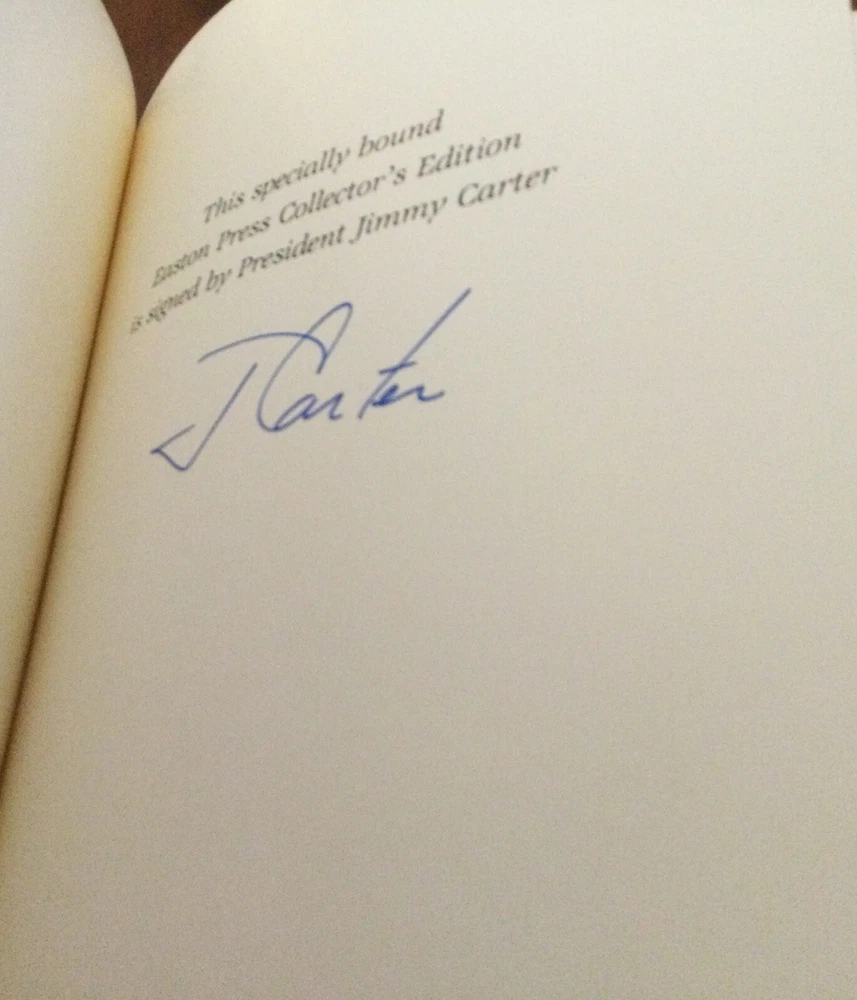 This specially bound
Easton Press Collector's Edition
is signed by President Jimmy Carter
J Carter